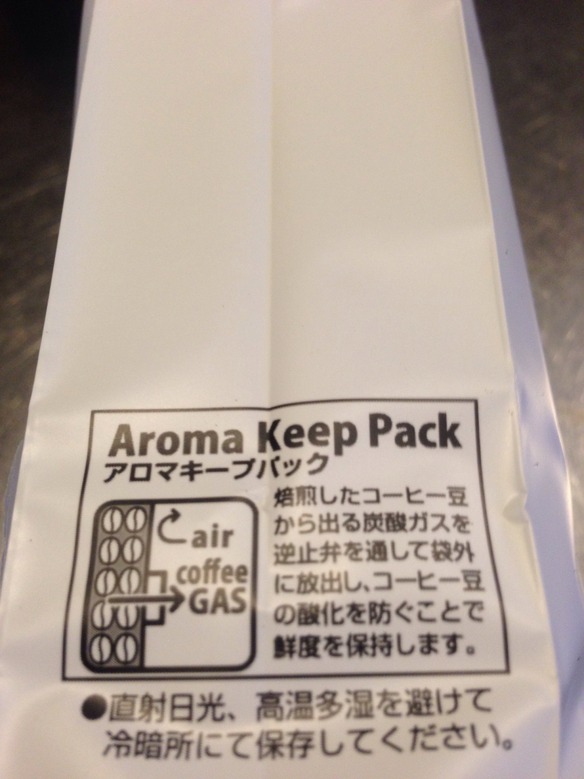 Aroma Keep Pack
アロマキープパック
air
coffee
GAS
焙煎したコーヒー豆
から出る炭酸ガスを
逆止弁を通して袋外
に放出し、コーヒー豆
の酸化を防ぐことで
鮮度を保持します。
●直射日光、高温多湿を避けて
冷暗所にて保存してください。